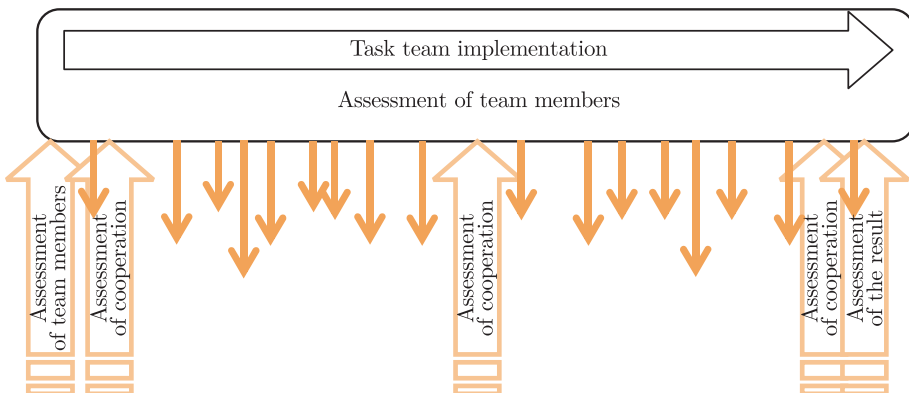 Task team implementation
Assessment of team members
Assessment
of team members
Assessment
of cooperation
Assessment
of cooperation
Assessment
of cooperation
Assessment
of the result